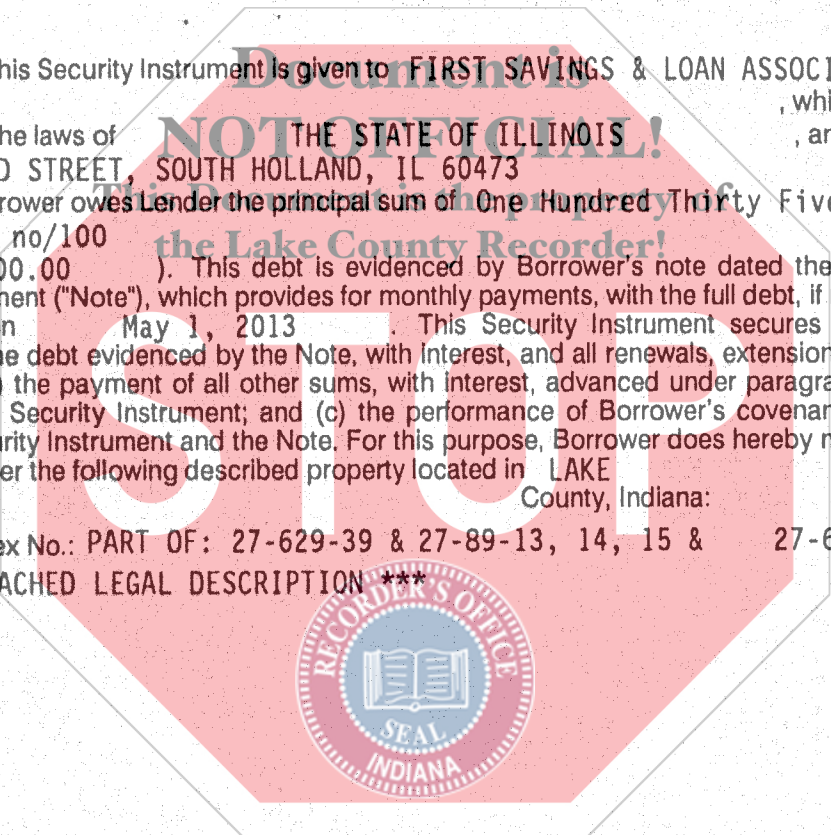 Document is
NOT OFFICIAL!
This Document is the property of
the Lake County Recorder!
STOP
his Security Instrument is given to FIRST SAVINGS & LOAN ASSOCI
, whi
he laws of THE STATE OF ILLINOIS , ar
D STREET, SOUTH HOLLAND, IL 60473
rower owes Lender the principal sum of One Hundred Thirty Five
no/100
00.00 ). This debt is evidenced by Borrower's note dated the
nent ("Note"), which provides for monthly payments, with the full debt, if
n May 1, 2013 . This Security Instrument secures
e debt evidenced by the Note, with interest, and all renewals, extension
) the payment of all other sums, with interest, advanced under paragra
Security Instrument; and (c) the performance of Borrower's covenar
urity Instrument and the Note. For this purpose, Borrower does hereby m
er the following described property located in LAKE
County, Indiana:
ex No.: PART OF: 27-629-39 & 27-89-13, 14, 15 & 27-6
ACHED LEGAL DESCRIPTION ***
RECORDER'S OFFICE
SEAL
INDIANA